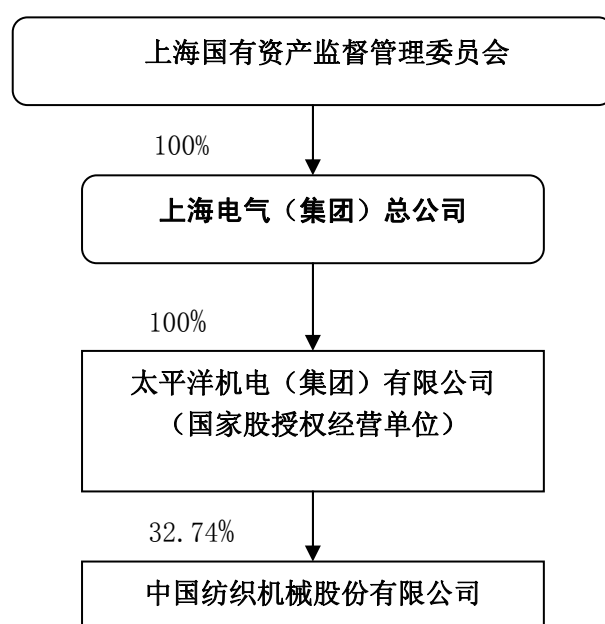 上海国有资产监督管理委员会
100%
上海电气（集团）总公司
100%
太平洋机电（集团）有限公司
（国家股授权经营单位）
32.74%
中国纺织机械股份有限公司